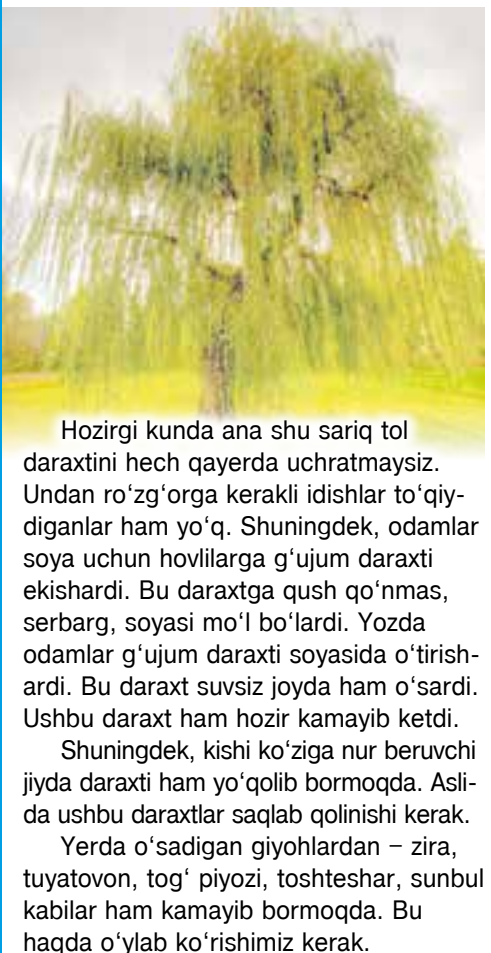 Hozirgi kunda ana shu sariq tol
daraxtini hech qayerda uchratmaysiz.
Undan ro‘zg‘orga kerakli idishlar to‘qiy-
diganlar ham yo‘q. Shuningdek, odamlar
soya uchun hovlilarga g‘ujum daraxti
ekishardi. Bu daraxtga qush qo‘nmas,
serbarg, soyasi mo‘l bo‘lardi. Yozda
odamlar g‘ujum daraxti soyasida o‘tirish-
ardi. Bu daraxt suvsiz joyda ham o‘sardi.
Ushbu daraxt ham hozir kamayib ketdi.
Shuningdek, kishi ko‘ziga nur beruvchi
jiyda daraxti ham yo‘qolib bormoqda. Asli-
da ushbu daraxtlar saqlab qolinishi kerak.
Yerda o‘sadigan giyohlardan – zira,
tuyatovon, tog‘ piyozi, toshteshar, sunbul
kabilar ham kamayib bormoqda. Bu
haqda o‘ylab ko‘rishimiz kerak.